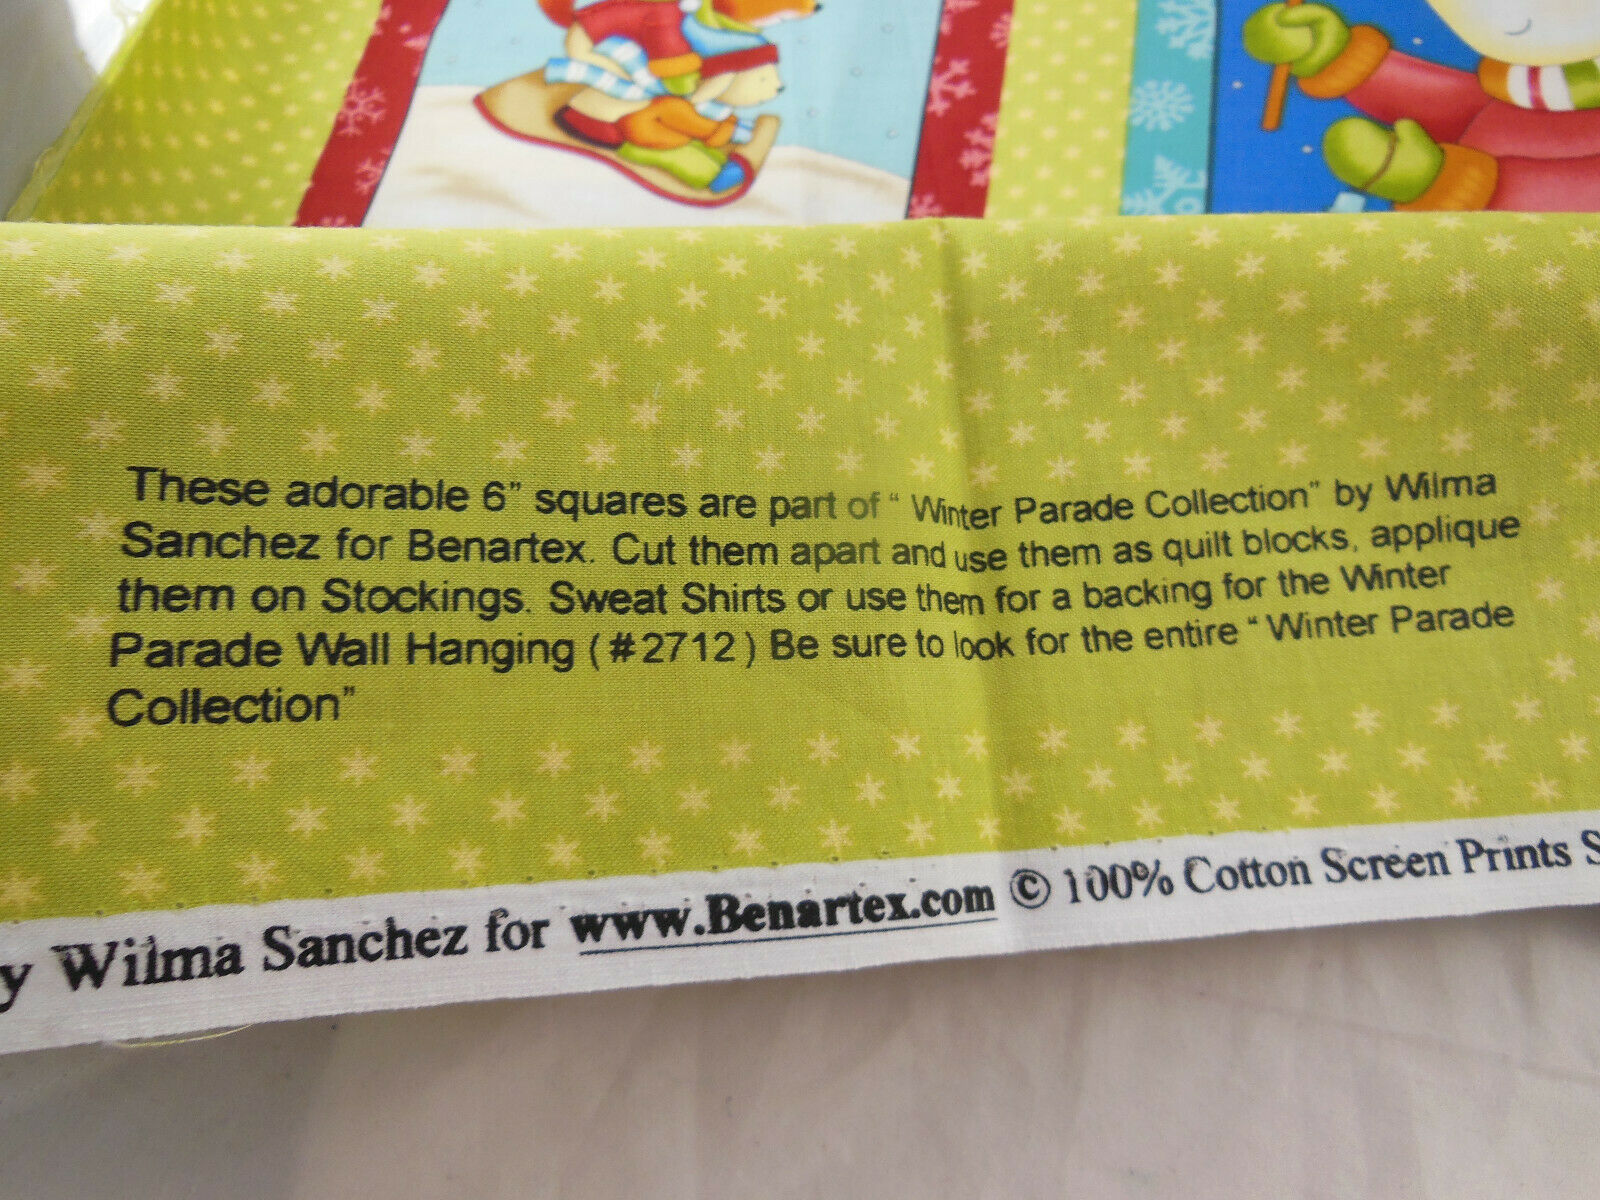 These adorable 6” squares are part of “ Winter Parade Collection” by Wilma
Sanchez for Benartex. Cut them apart and use them as quilt blocks, applique
them on Stockings. Sweat Shirts or use them for a backing for the Winter
Parade Wall Hanging ( #2712 ) Be sure to look for the entire “ Winter Parade
Collection”
y Wilma Sanchez for www.Benartex.com © 100% Cotton Screen Prints S